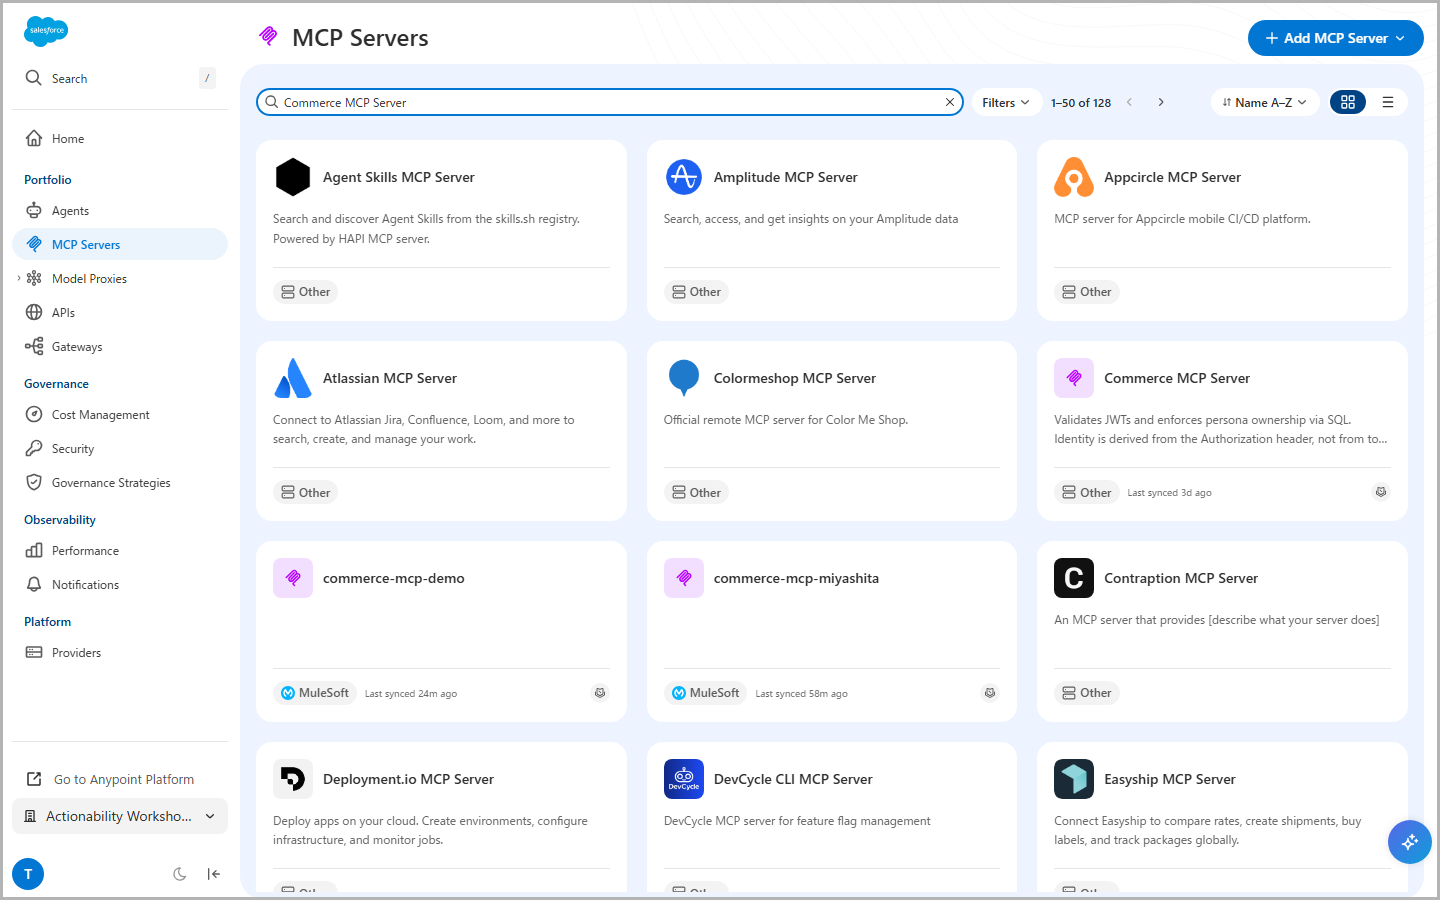 salesforce
MCP Servers
Add MCP Server
Search
/
Commerce MCP Server
Filters
1–50 of 128
Name A–Z
Home
Portfolio
Agents
MCP Servers
Model Proxies
APIs
Gateways
Governance
Cost Management
Security
Governance Strategies
Observability
Performance
Notifications
Platform
Providers
Go to Anypoint Platform
Actionability Worksho...
T
Agent Skills MCP Server
Search and discover Agent Skills from the skills.sh registry.
Powered by HAPI MCP server.
Other
Amplitude MCP Server
Search, access, and get insights on your Amplitude data
Other
Appcircle MCP Server
MCP server for Appcircle mobile CI/CD platform.
Other
Atlassian MCP Server
Connect to Atlassian Jira, Confluence, Loom, and more to
search, create, and manage your work.
Other
Colormeshop MCP Server
Official remote MCP server for Color Me Shop.
Other
Commerce MCP Server
Validates JWTs and enforces persona ownership via SQL.
Identity is derived from the Authorization header, not from to...
Other
Last synced 3d ago
commerce-mcp-demo
MuleSoft
Last synced 24m ago
commerce-mcp-miyashita
MuleSoft
Last synced 58m ago
C
Contraption MCP Server
An MCP server that provides [describe what your server does]
Other
Deployment.io MCP Server
Deploy apps on your cloud. Create environments, configure
infrastructure, and monitor jobs.
Other
DevCycle
DevCycle CLI MCP Server
DevCycle MCP server for feature flag management
Other
Easyship MCP Server
Connect Easyship to compare rates, create shipments, buy
labels, and track packages globally.
Other